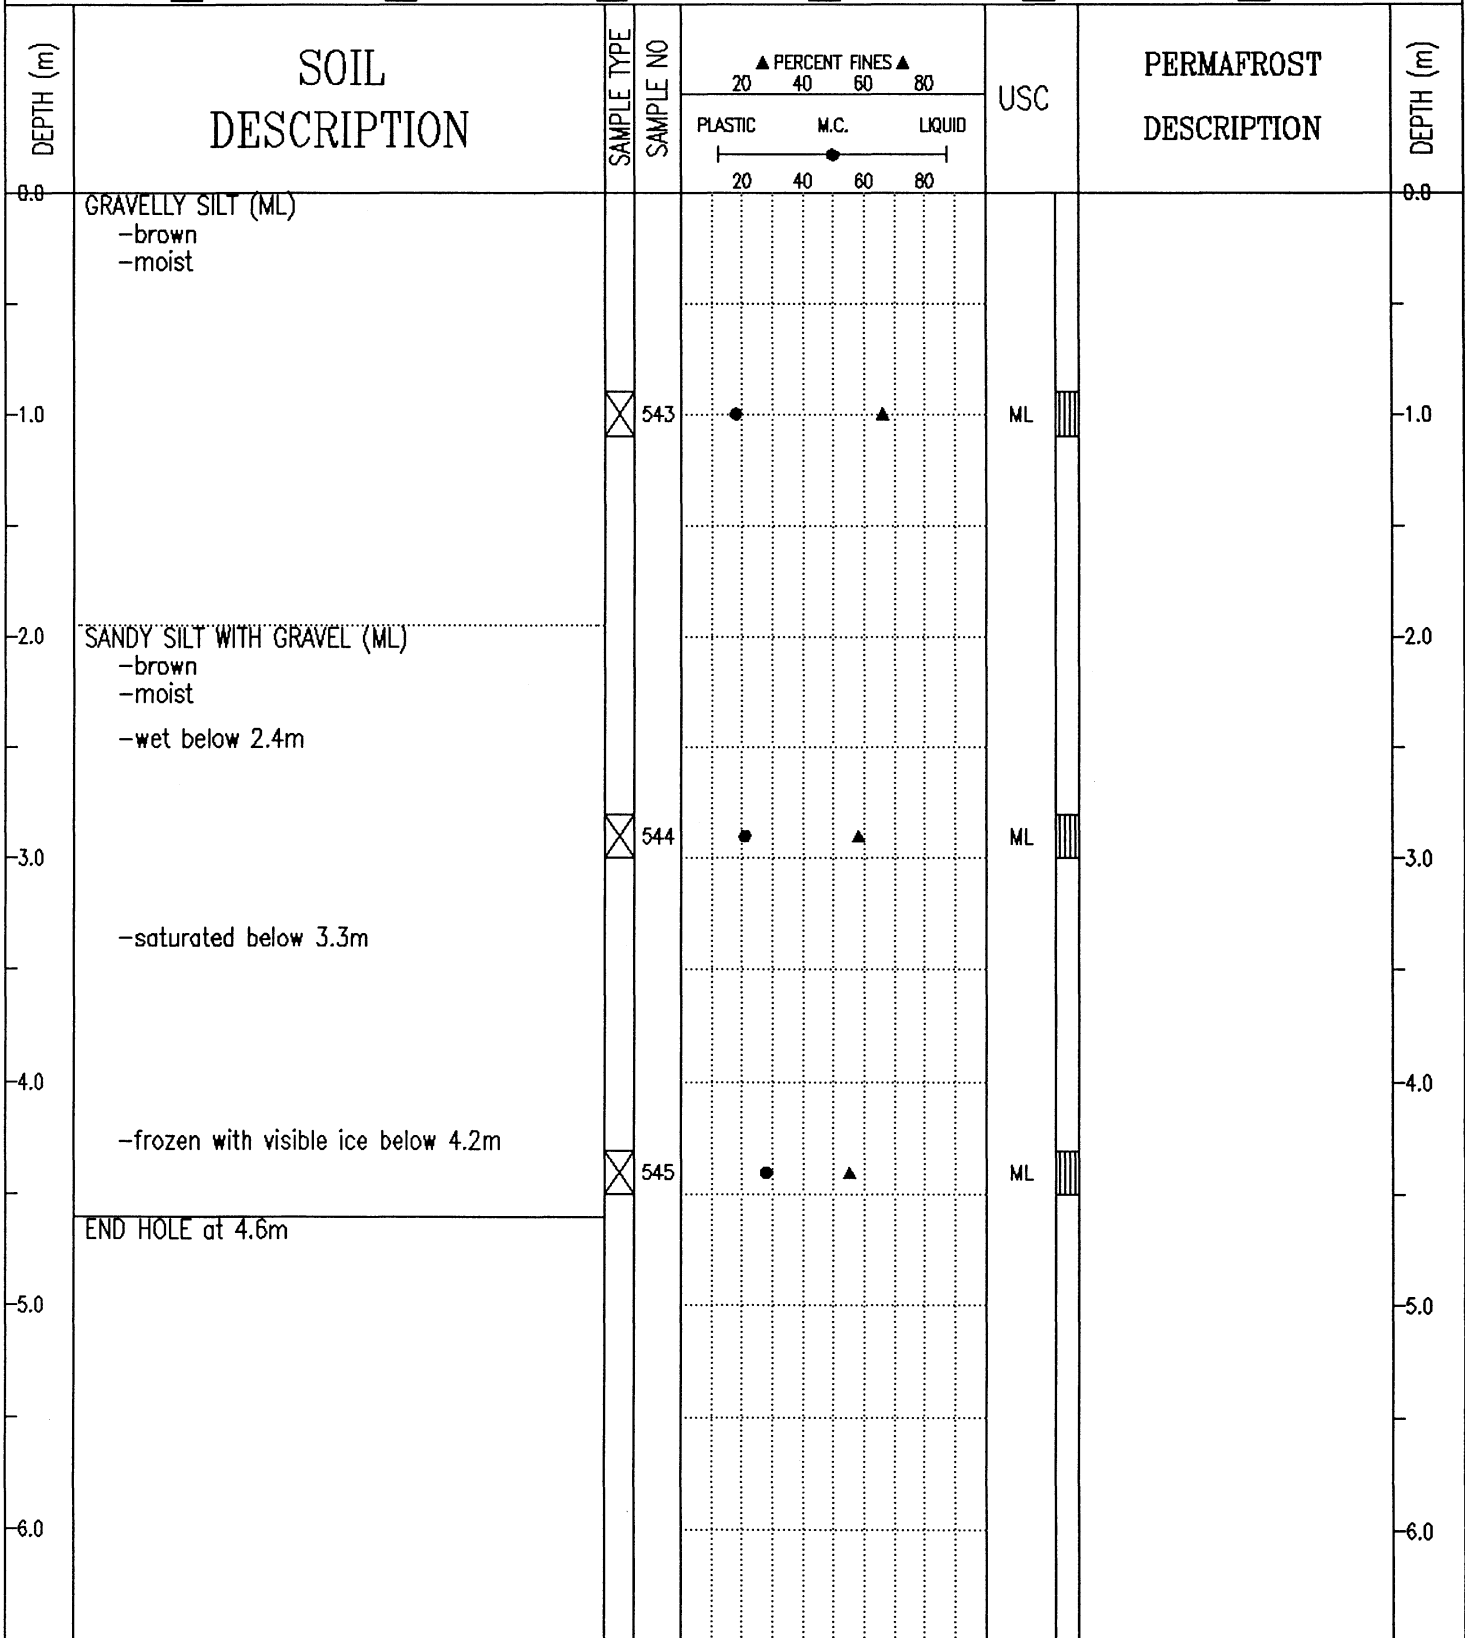 DEPTH (m)
SOIL
DESCRIPTION
SAMPLE TYPE
SAMPLE NO
▲ PERCENT FINES ▲
20 40 60 80
PLASTIC M.C. LIQUID
20 40 60 80
USC
PERMAFROST
DESCRIPTION
DEPTH (m)
0.0 0.0
GRAVELLY SILT (ML)
-brown
-moist
1.0 543 ML 1.0
2.0 2.0
SANDY SILT WITH GRAVEL (ML)
-brown
-moist
-wet below 2.4m
544 ML
3.0 3.0
-saturated below 3.3m
4.0 4.0
-frozen with visible ice below 4.2m
545 ML
END HOLE at 4.6m
5.0 5.0
6.0 6.0